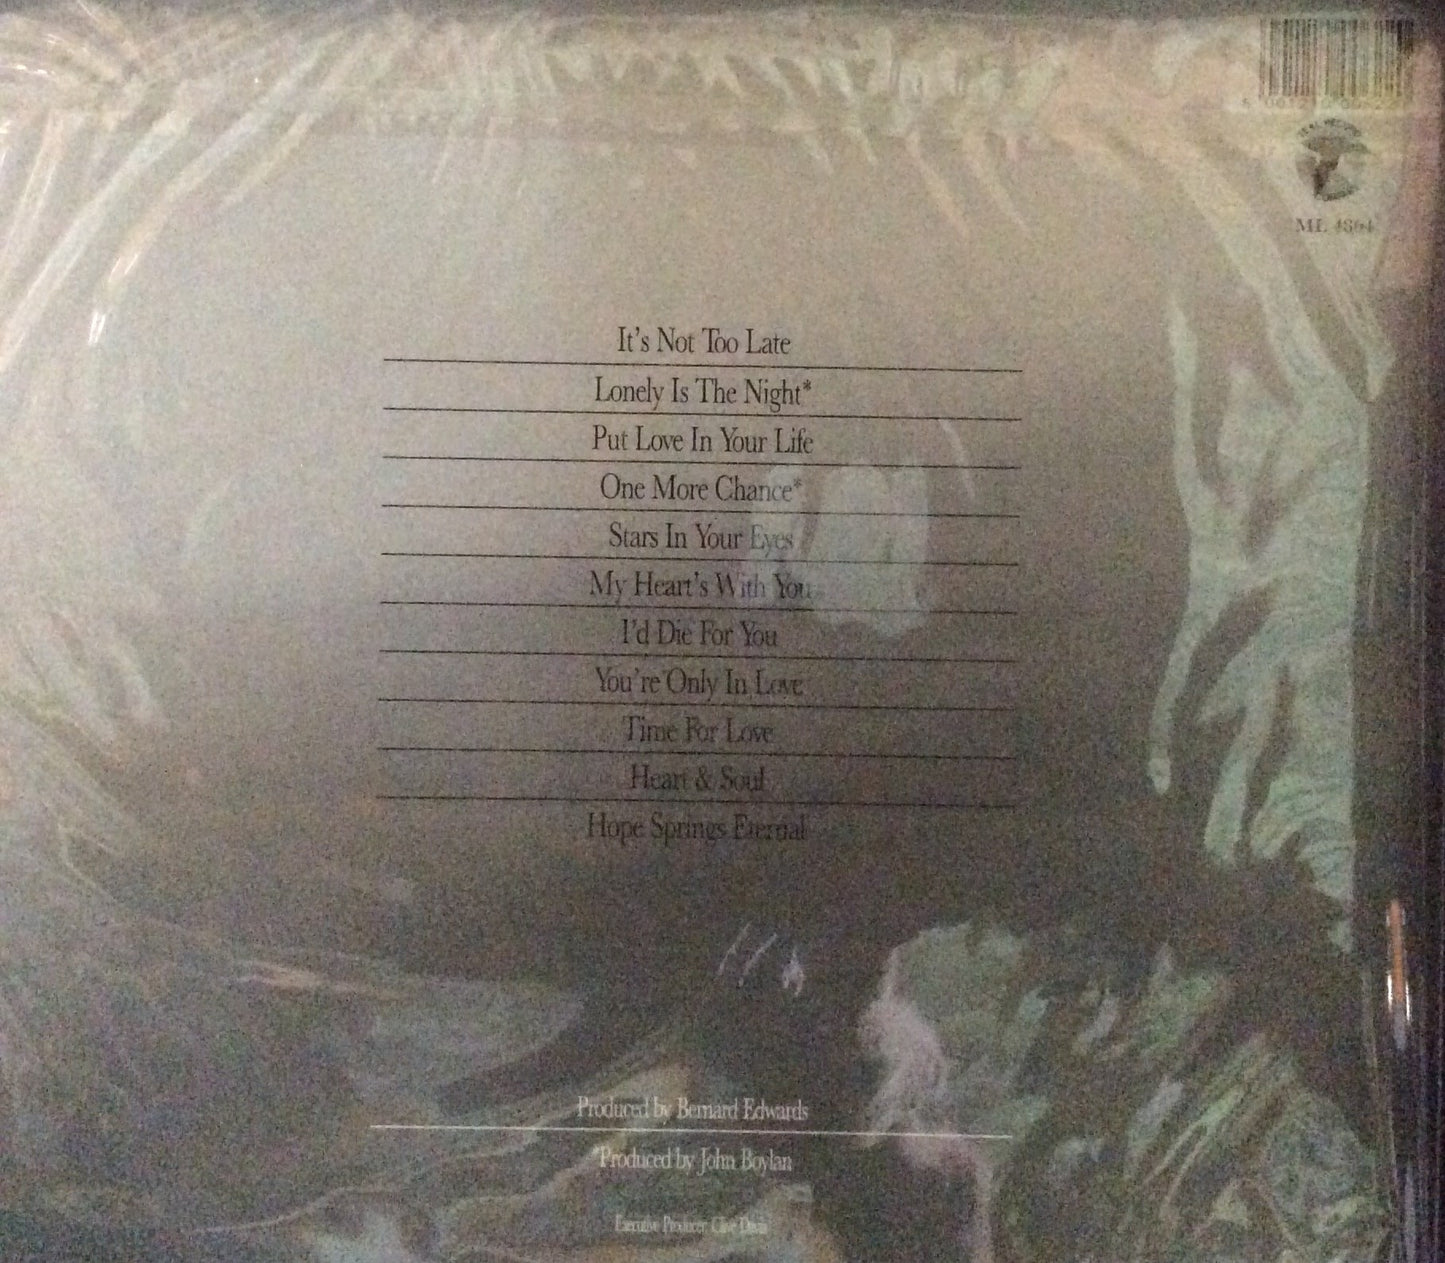 ML 4864
It's Not Too Late
Lonely Is The Night*
Put Love In Your Life
One More Chance*
Stars In Your Eyes
My Heart's With You
I'd Die For You
You're Only In Love
Time For Love
Heart & Soul
Hope Springs Eternal
Produced by Bernard Edwards
*Produced by John Boylan
Executive Producer: Clive Davis